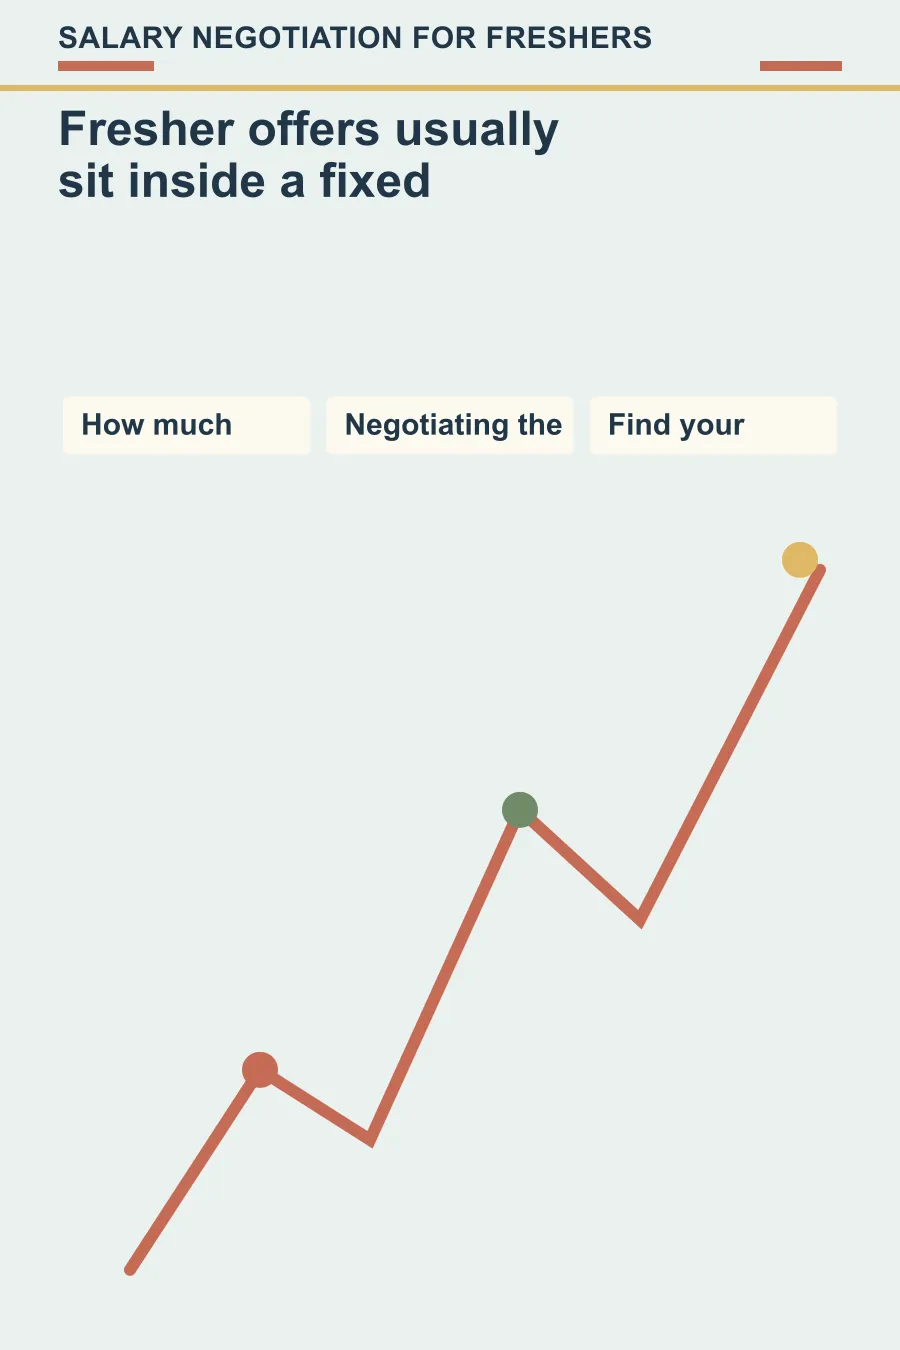 SALARY NEGOTIATION FOR FRESHERS
Fresher offers usually
sit inside a fixed
How much
Negotiating the
Find your